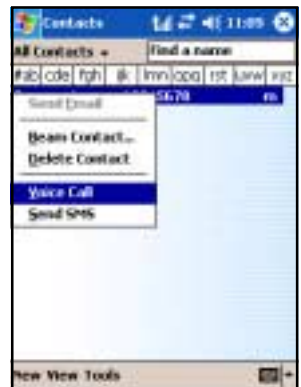 Contacts 11:09
All Contacts Find a name
#ab cde fgh ijk lmn opq rst uvw xyz
5678 m
Send Email
Beam Contact...
Delete Contact
Voice Call
Send SMS
New View Tools